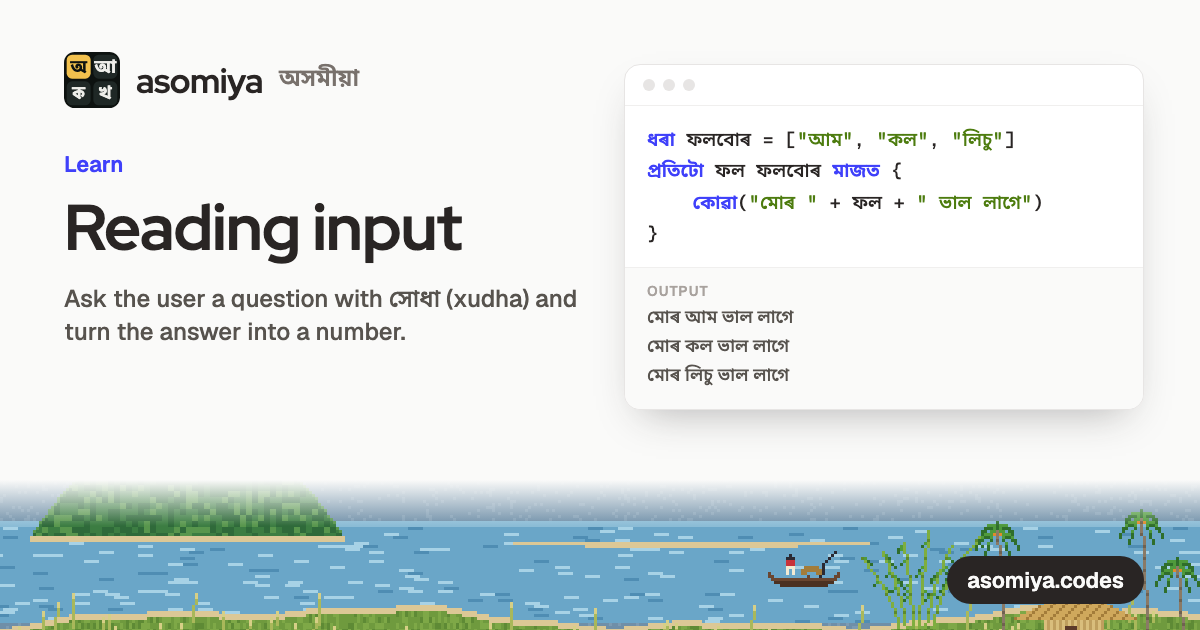 অ আ
ক খ
asomiya অসমীয়া
Learn
Reading input
Ask the user a question with সোধা (xudha) and
turn the answer into a number.
ধৰা ফলবোৰ = ["আম", "কল", "লিচু"]
প্ৰতিটো ফল ফলবোৰ মাজত {
    কোৱা("মোৰ " + ফল + " ভাল লাগে")
}
OUTPUT
মোৰ আম ভাল লাগে
মোৰ কল ভাল লাগে
মোৰ লিচু ভাল লাগে
asomiya.codes